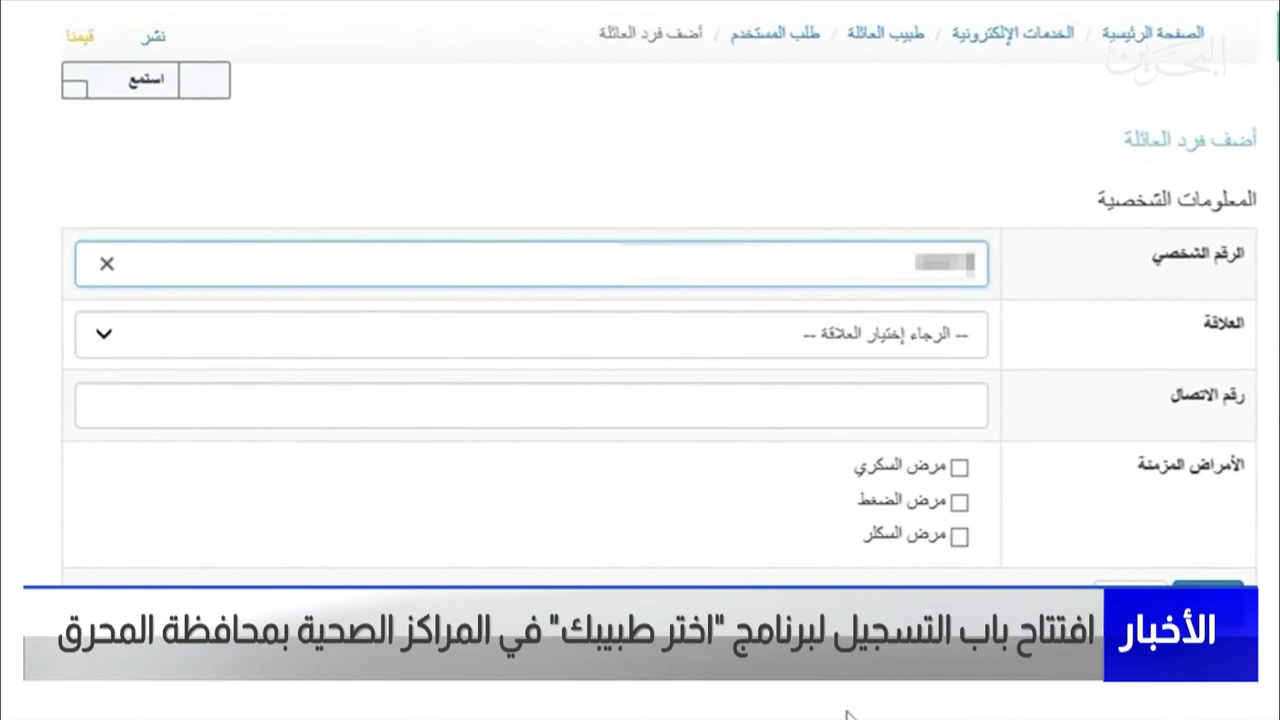 الصفحة الرئيسية / الخدمات الإلكترونية / طبيب العائلة / طلب المستخدم / أضف فرد العائلة
نشر
قيمنا
البحرين
استمع
أضف فرد العائلة
المعلومات الشخصية
الرقم الشخصي
العلاقة
-- الرجاء إختيار العلاقة --
رقم الاتصال
الأمراض المزمنة
مرض السكري
مرض الضغط
مرض السكلر
الأخبار
افتتاح باب التسجيل لبرنامج "اختر طبيبك" في المراكز الصحية بمحافظة المحرق